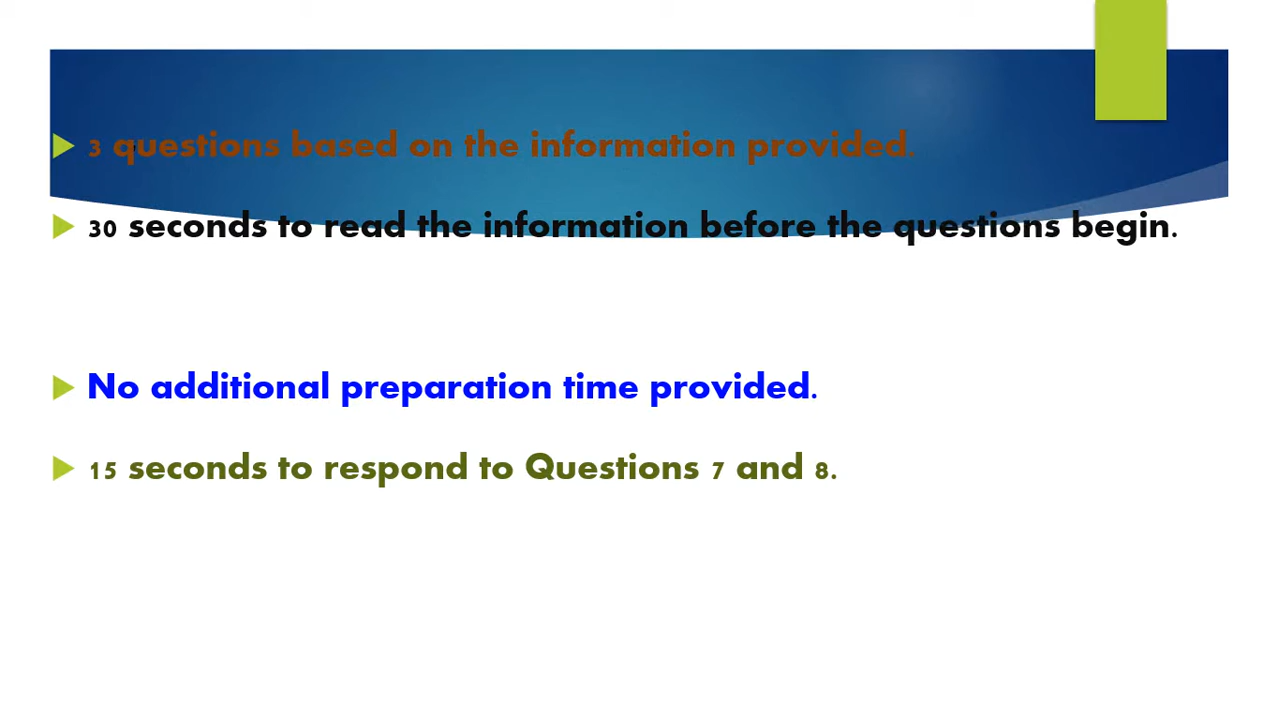 3 questions based on the information provided.
30 seconds to read the information before the questions begin.
No additional preparation time provided.
15 seconds to respond to Questions 7 and 8.